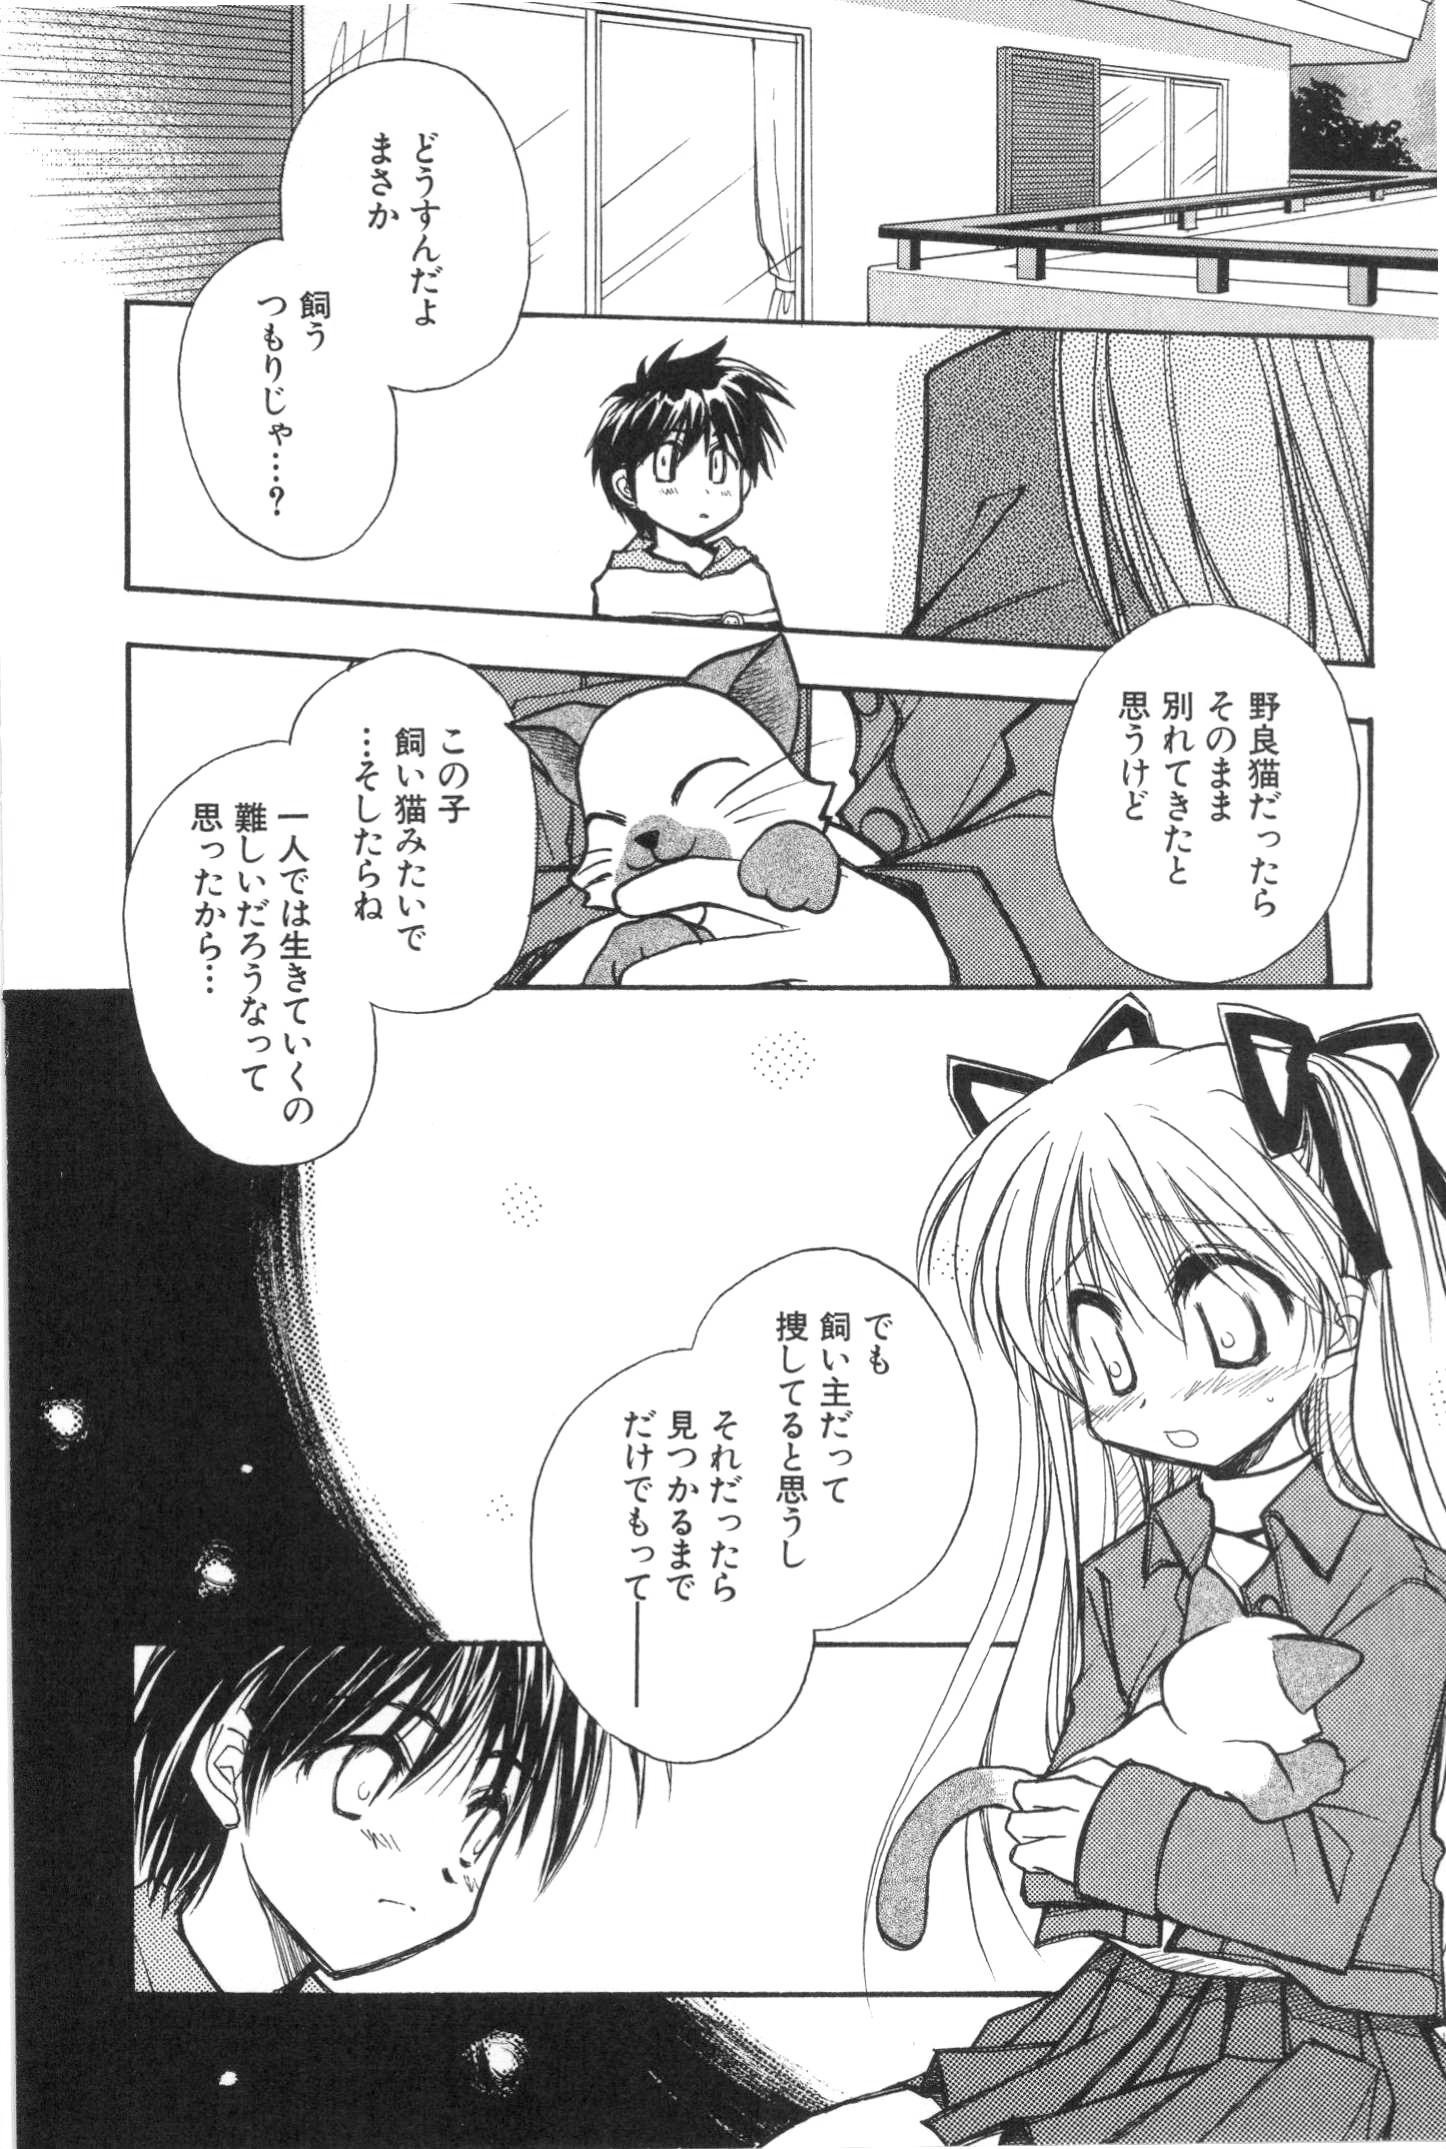 どうすんだよ
まさか
飼う
つもりじゃ…?
野良猫だったら
そのまま
別れてきたと
思うけど
この子
飼い猫みたいで
…そしたらね
一人では生きていくの
難しいだろうなって
思ったから…
でも
飼い主だって
捜してると思うし
それだったら
見つかるまで
だけでもって――